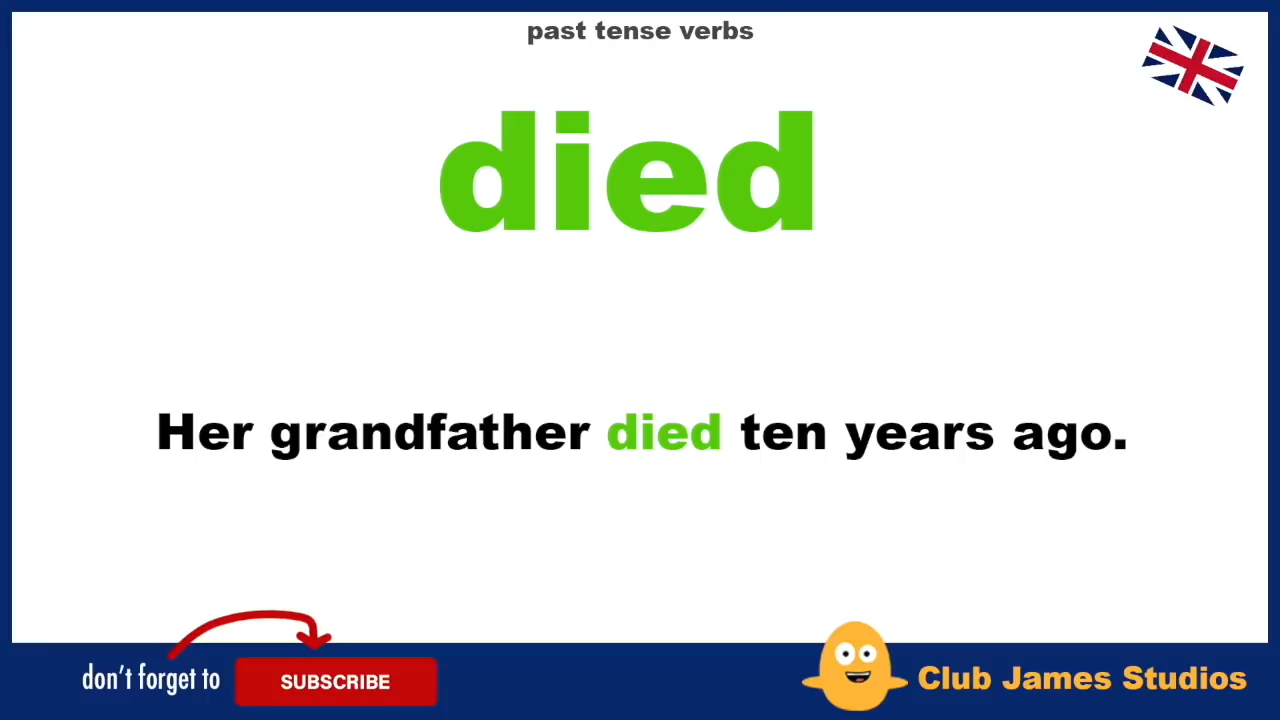 past tense verbs
died
Her grandfather died ten years ago.
don't forget to SUBSCRIBE
Club James Studios